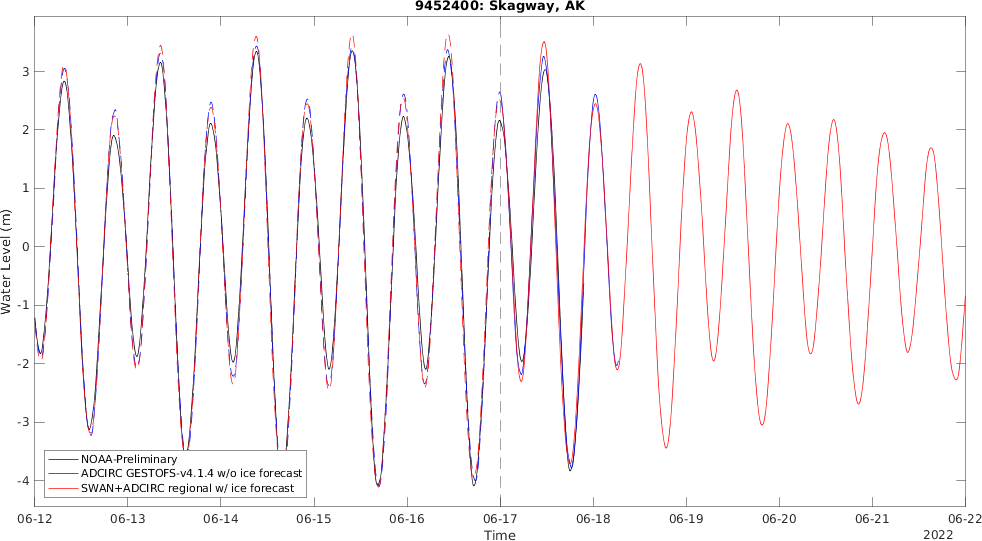 9452400: Skagway, AK
Water Level (m)
3
2
1
0
-1
-2
-3
-4
NOAA-Preliminary
ADCIRC GESTOFS-v4.1.4 w/o ice forecast
SWAN+ADCIRC regional w/ ice forecast
06-12 06-13 06-14 06-15 06-16 06-17 06-18 06-19 06-20 06-21 06-22
Time
2022